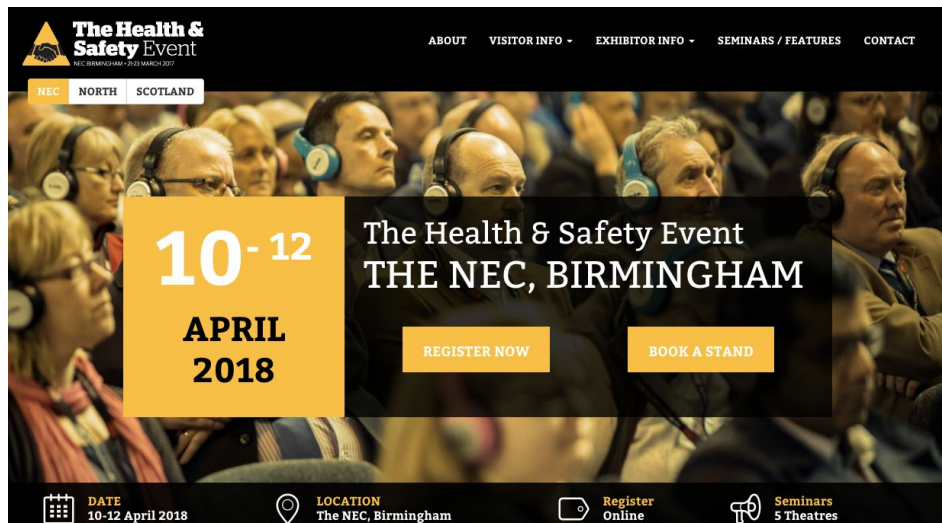 The Health &
Safety Event
NEC BIRMINGHAM • 21-23 MARCH 2017
ABOUT
VISITOR INFO
EXHIBITOR INFO
SEMINARS / FEATURES
CONTACT
NEC
NORTH
SCOTLAND
10 - 12
APRIL
2018
The Health & Safety Event
THE NEC, BIRMINGHAM
REGISTER NOW
BOOK A STAND
DATE
10-12 April 2018
LOCATION
The NEC, Birmingham
Register
Online
Seminars
5 Theatres